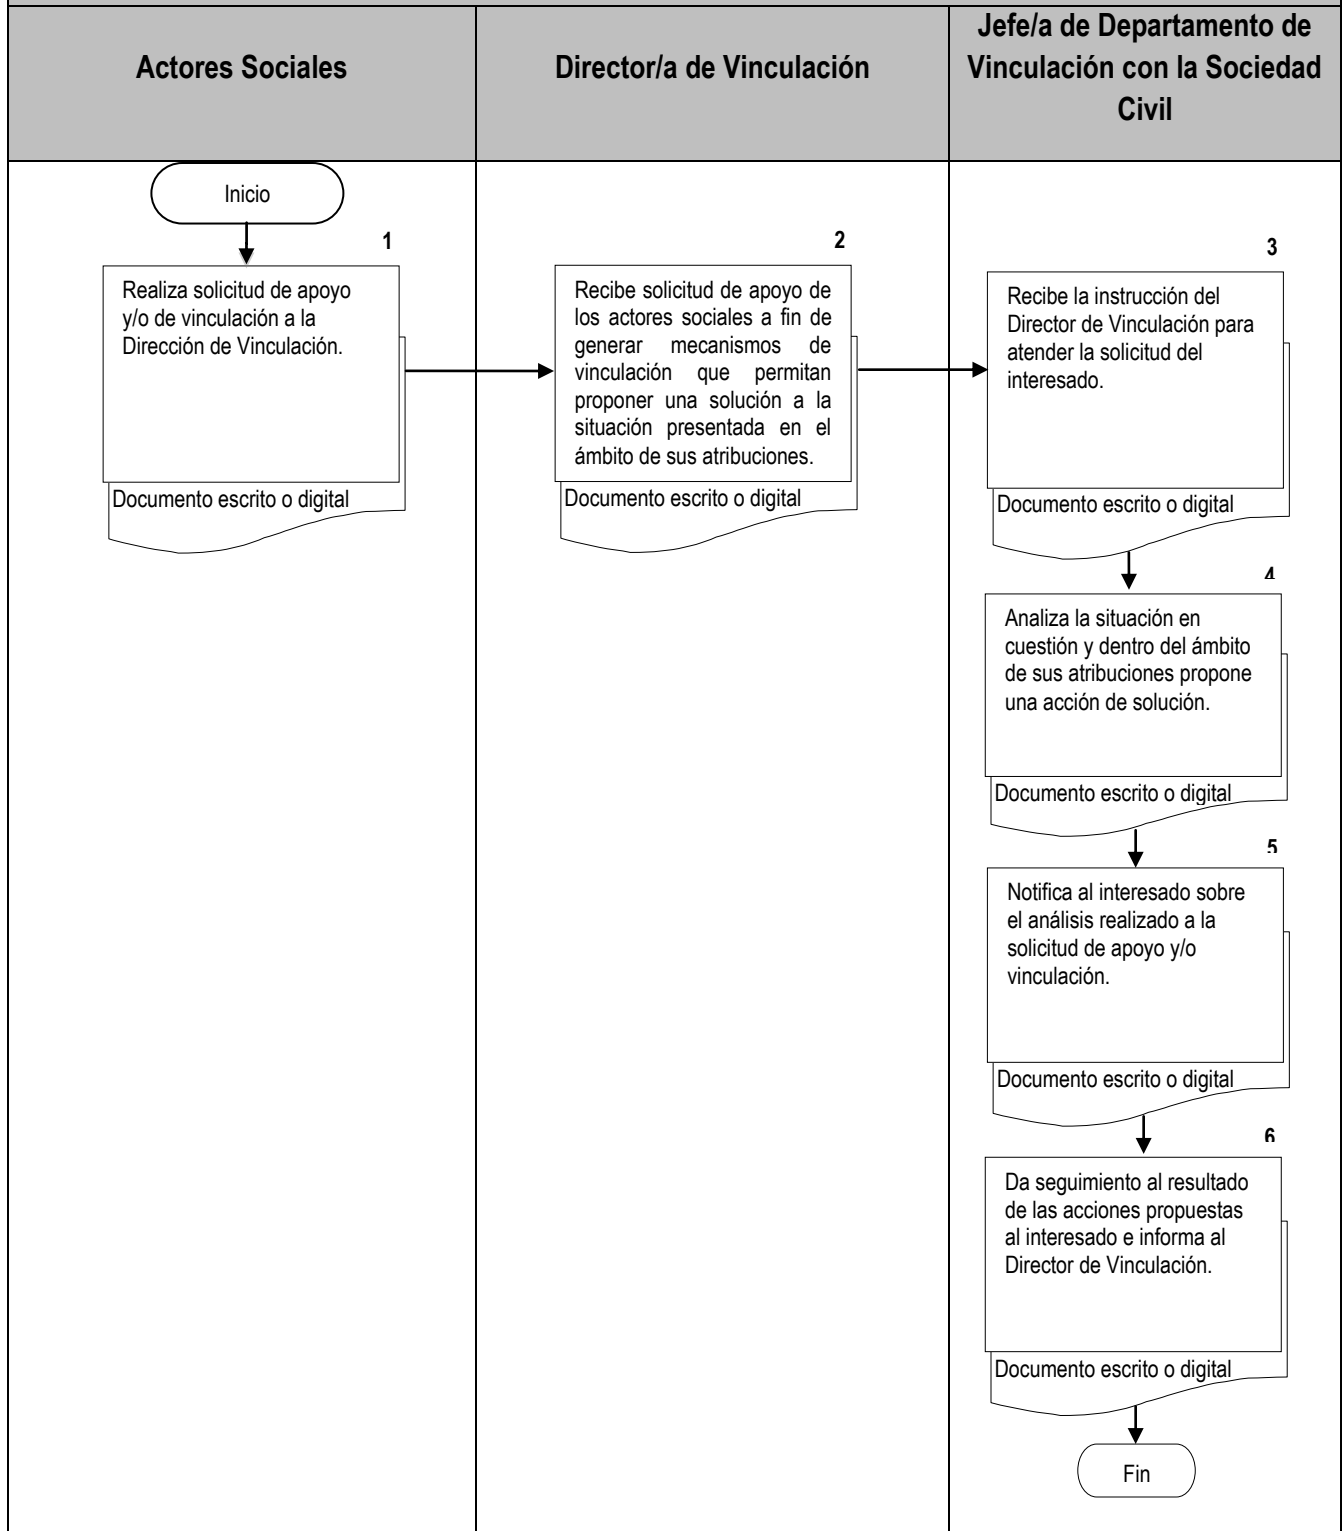 Actores Sociales
Director/a de Vinculación
Jefe/a de Departamento de
Vinculación con la Sociedad
Civil
Inicio
1
Realiza solicitud de apoyo
y/o de vinculación a la
Dirección de Vinculación.
Documento escrito o digital
2
Recibe solicitud de apoyo de
los actores sociales a fin de
generar mecanismos de
vinculación que permitan
proponer una solución a la
situación presentada en el
ámbito de sus atribuciones.
Documento escrito o digital
3
Recibe la instrucción del
Director de Vinculación para
atender la solicitud del
interesado.
Documento escrito o digital
4
Analiza la situación en
cuestión y dentro del ámbito
de sus atribuciones propone
una acción de solución.
Documento escrito o digital
5
Notifica al interesado sobre
el análisis realizado a la
solicitud de apoyo y/o
vinculación.
Documento escrito o digital
6
Da seguimiento al resultado
de las acciones propuestas
al interesado e informa al
Director de Vinculación.
Documento escrito o digital
Fin